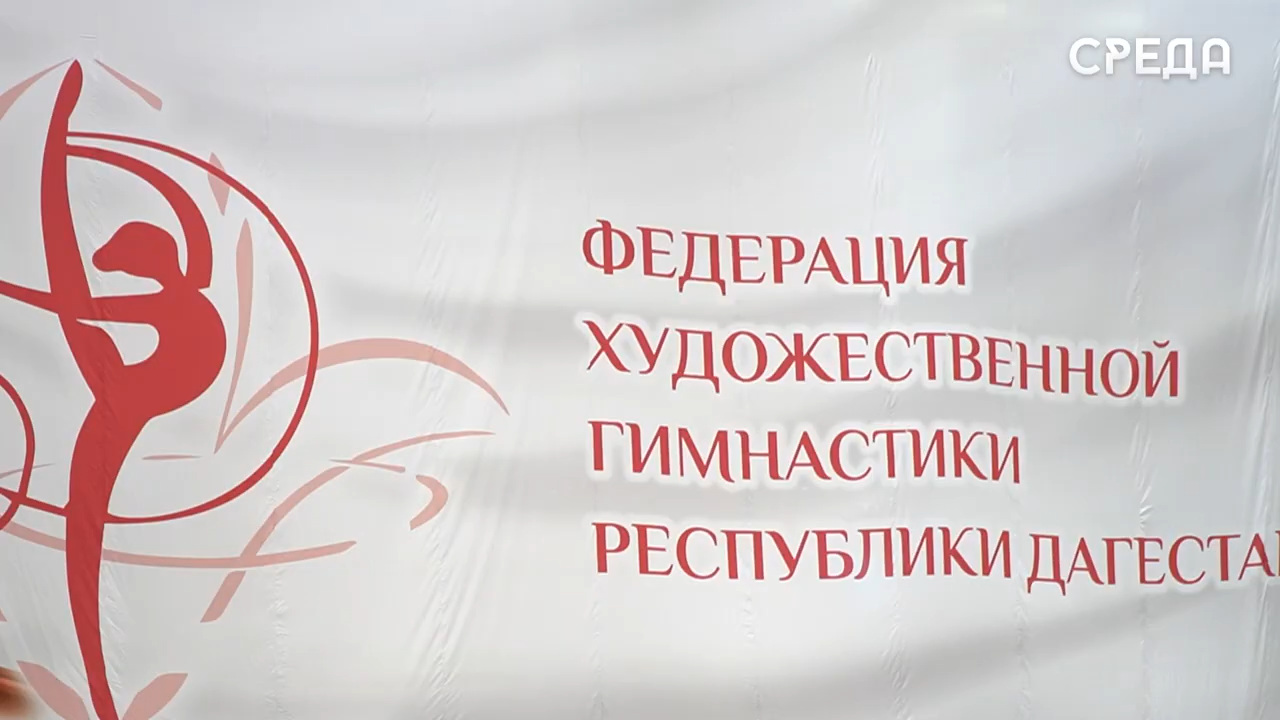 СРЕДА
ФЕДЕРАЦИЯ
ХУДОЖЕСТВЕННОЙ
ГИМНАСТИКИ
РЕСПУБЛИКИ ДАГЕСТА